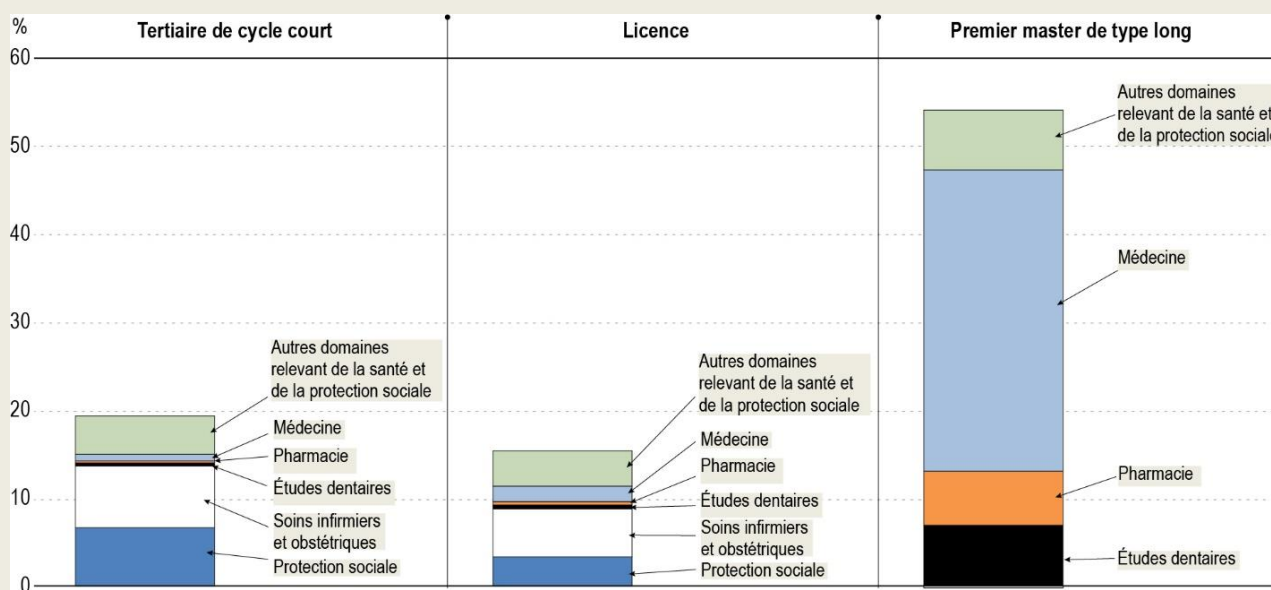 %
Tertiaire de cycle court
Licence
Premier master de type long
60
50
40
30
20
10
0
Autres domaines
relevant de la santé et
de la protection sociale
Médecine
Pharmacie
Études dentaires
Soins infirmiers
et obstétriques
Protection sociale
Autres domaines
relevant de la santé et
de la protection sociale
Médecine
Pharmacie
Études dentaires
Soins infirmiers
et obstétriques
Protection sociale
Autres domaines
relevant de la santé et
de la protection sociale
Médecine
Pharmacie
Études dentaires